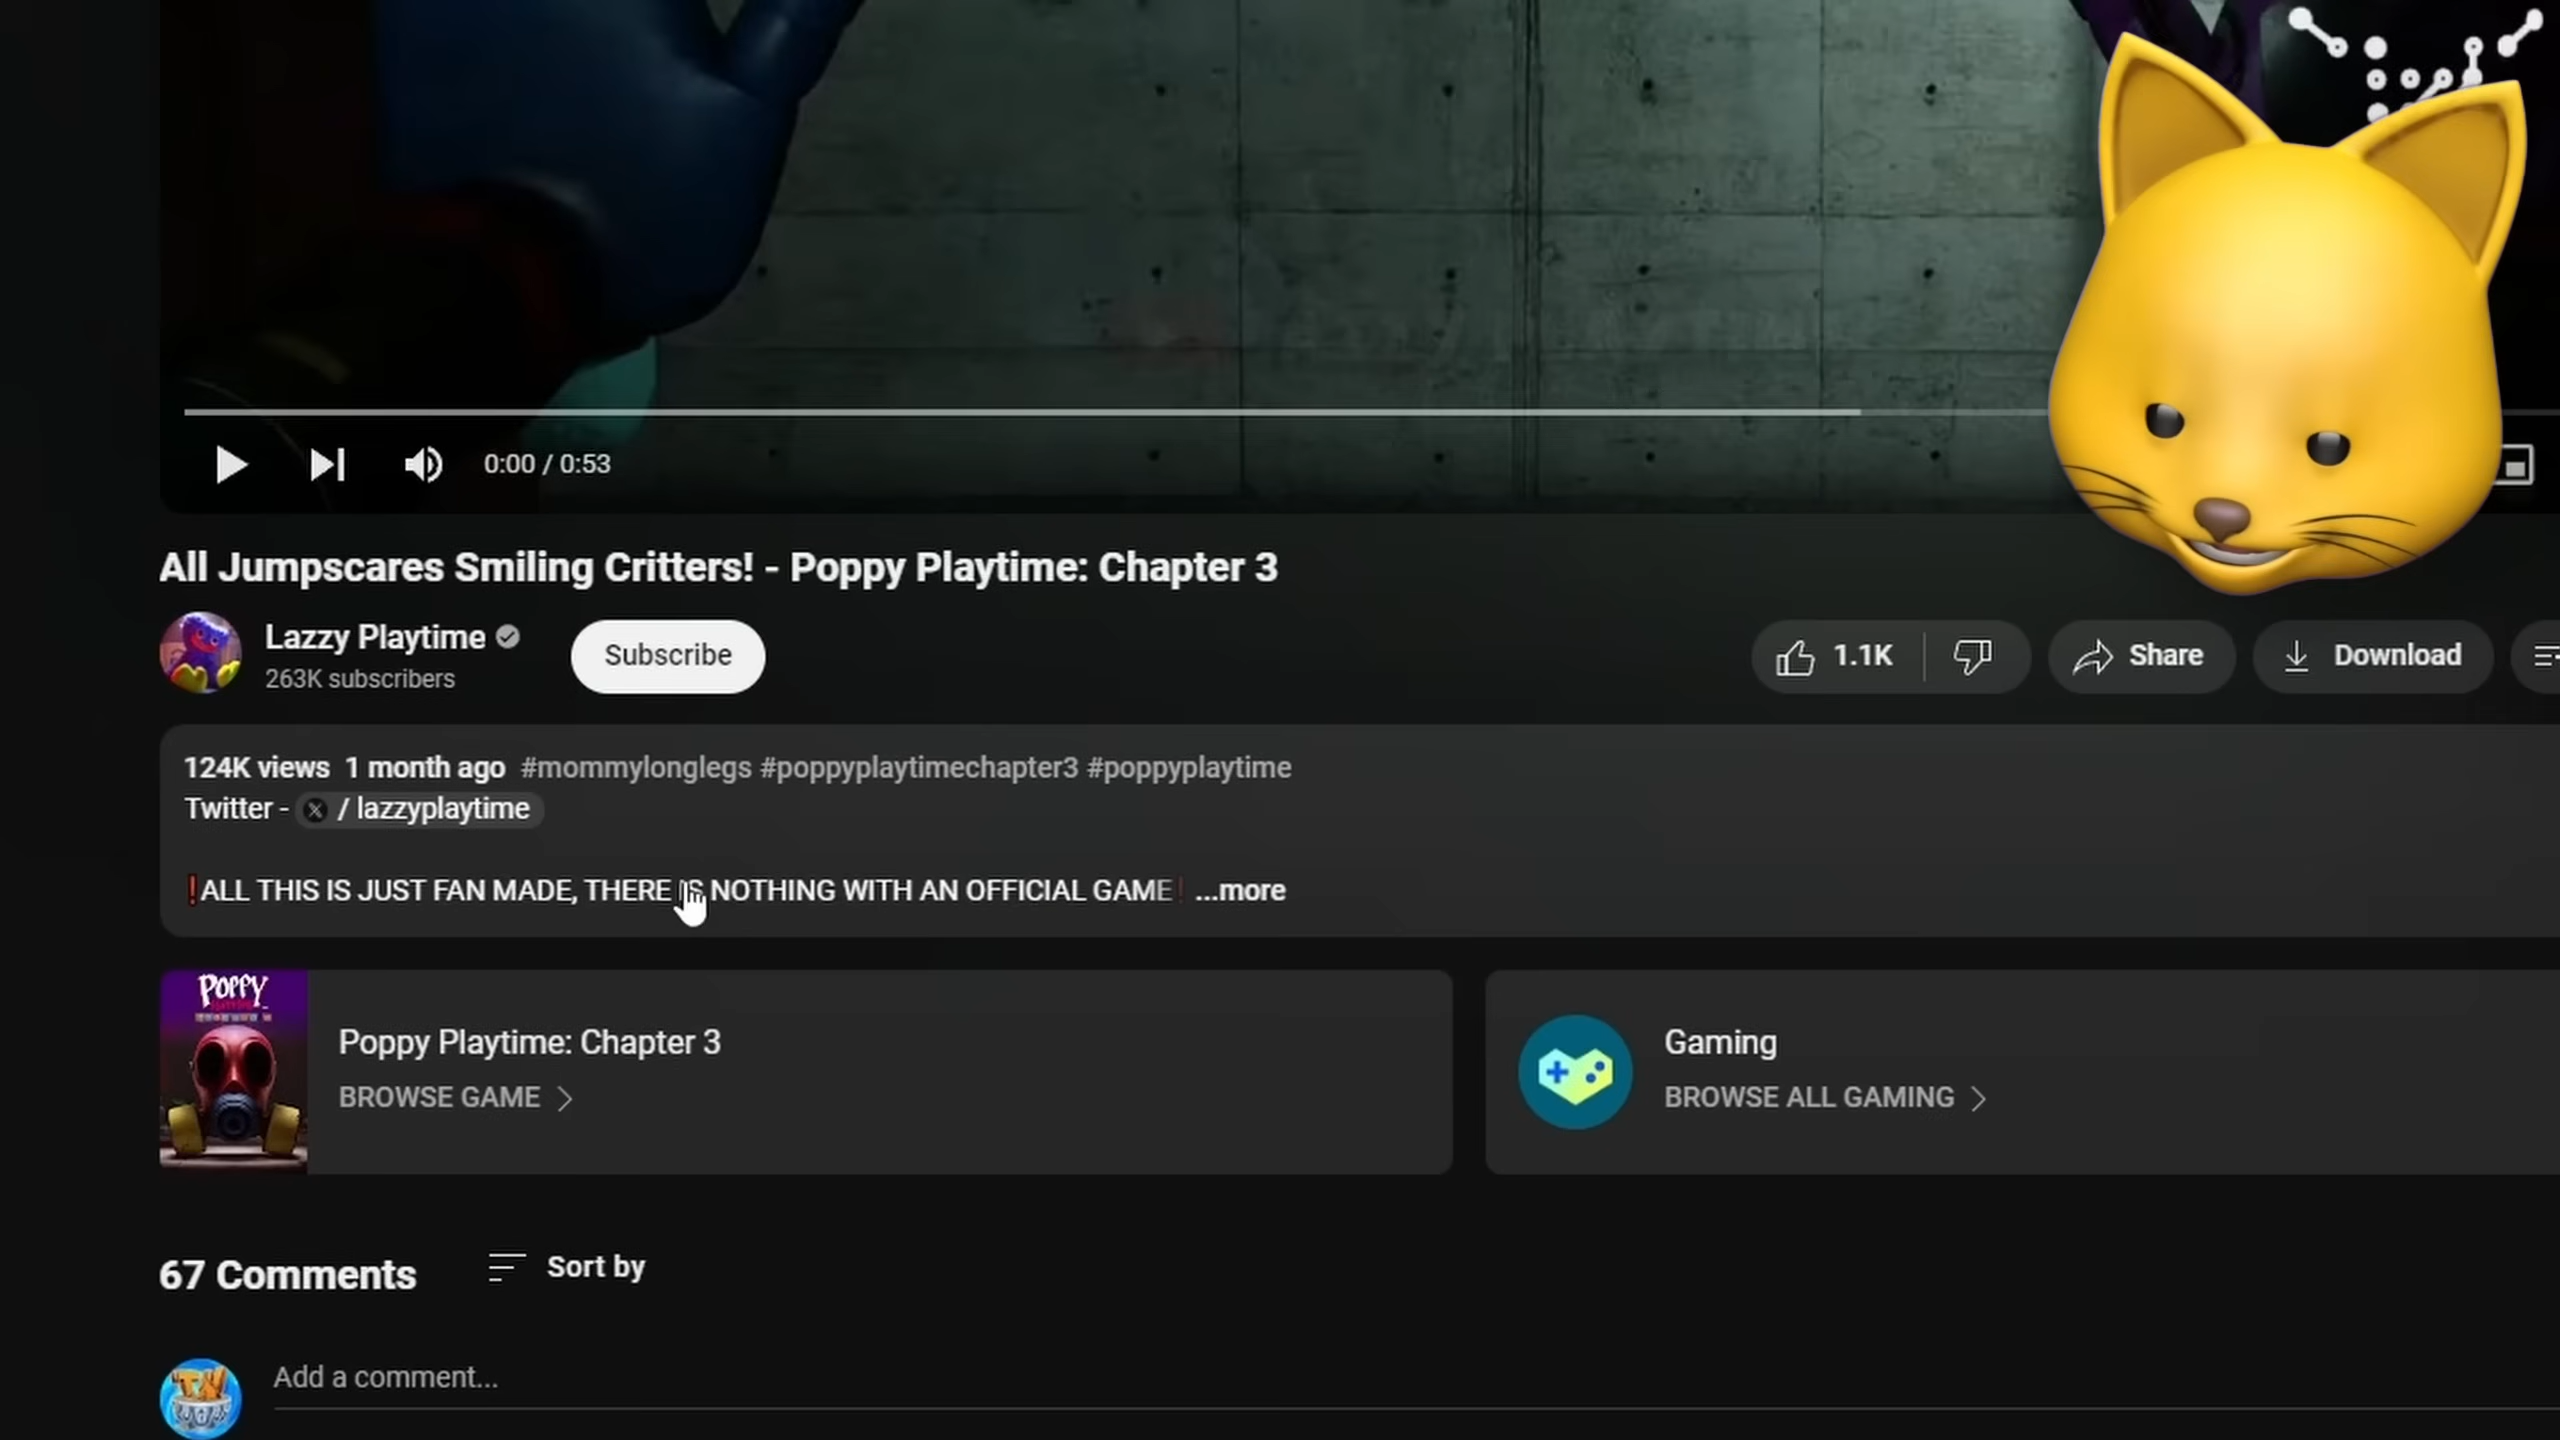 0:00 / 0:53
All Jumpscares Smiling Critters! - Poppy Playtime: Chapter 3
Lazzy Playtime
263K subscribers
Subscribe
1.1K
Share
Download
124K views 1 month ago #mommylonglegs #poppyplaytimechapter3 #poppyplaytime
Twitter - / lazzyplaytime
❗ALL THIS IS JUST FAN MADE, THERE IS NOTHING WITH AN OFFICIAL GAME❗ ...more
POPPY
Poppy Playtime: Chapter 3
BROWSE GAME
Gaming
BROWSE ALL GAMING
67 Comments
Sort by
Add a comment...